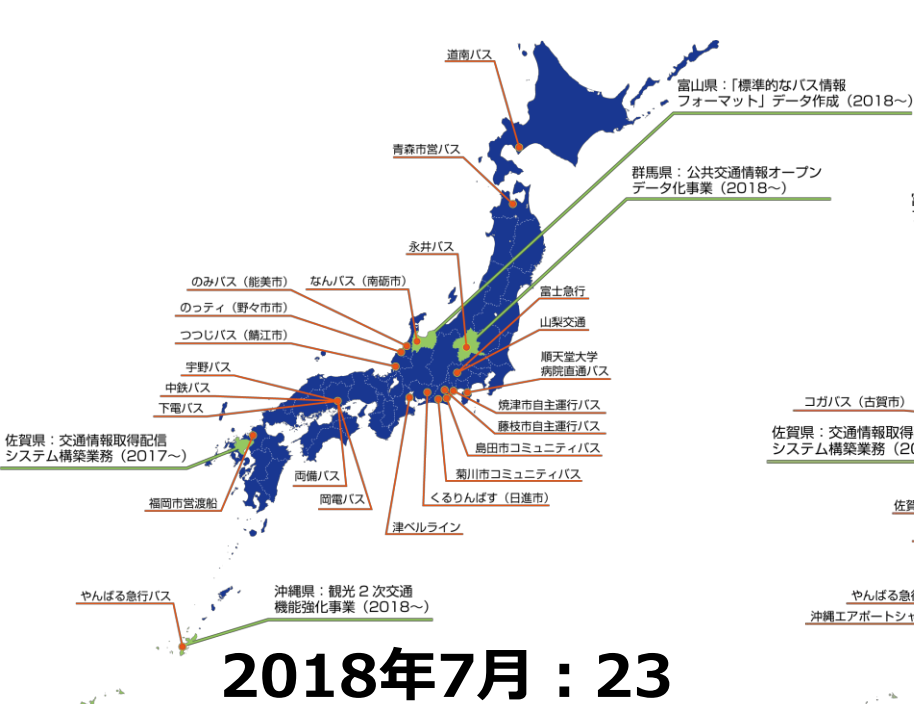 道南バス
富山県：「標準的なバス情報
フォーマット」データ作成（2018～）
青森市営バス
群馬県：公共交通情報オープン
データ化事業（2018～）
永井バス
のみバス（能美市）
なんバス（南砺市）
富士急行
のっティ（野々市市）
山梨交通
つつじバス（鯖江市）
順天堂大学
病院直通バス
宇野バス
中鉄バス
下電バス
焼津市自主運行バス
コガバス（古賀市）
藤枝市自主運行バス
佐賀県：交通情報取得配信
システム構築業務（2017～）
島田市コミュニティバス
佐賀県：交通情報取得
システム構築業務（20
両備バス
菊川市コミュニティバス
福岡市営渡船
岡電バス
くるりんばす（日進市）
佐賀
津ベルライン
やんばる急行バス
沖縄県：観光2次交通
機能強化事業（2018～）
やんばる急行
沖縄エアポートシャ
2018年7月：23